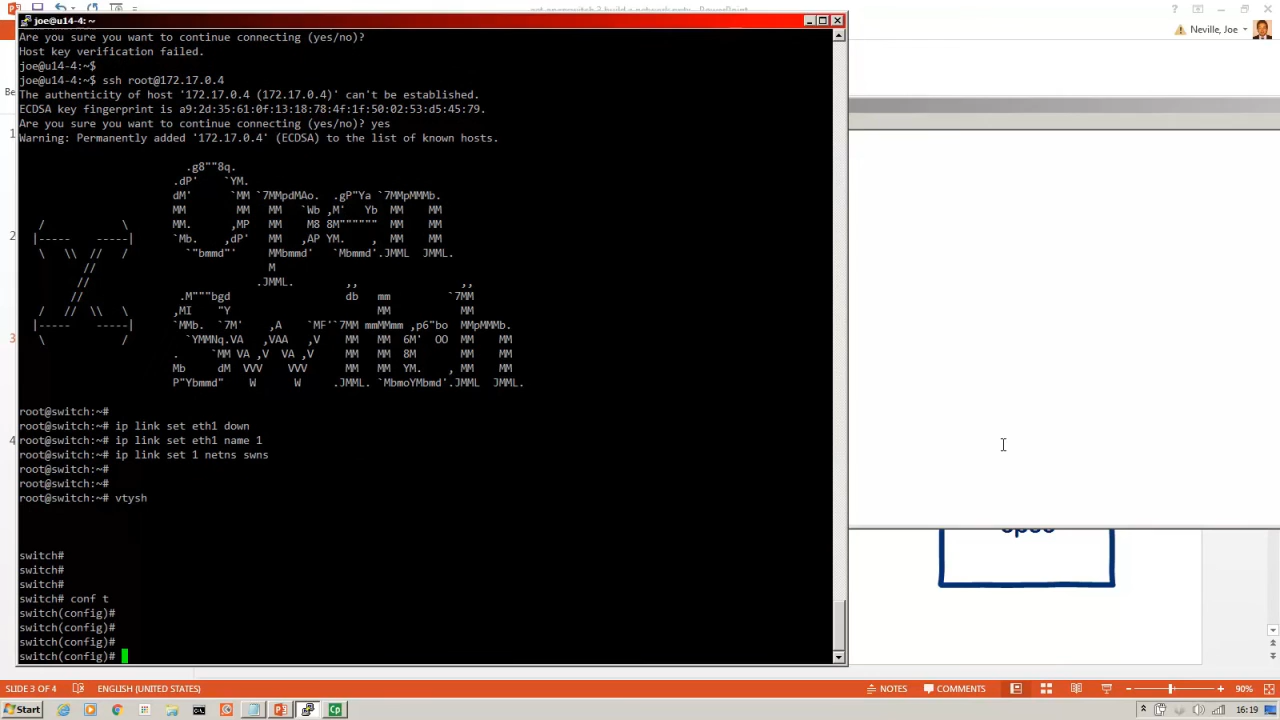 joe@u14-4: ~
Neville, Joe
Are you sure you want to continue connecting (yes/no)?
Host key verification failed.
joe@u14-4:~$
joe@u14-4:~$ ssh root@172.17.0.4
The authenticity of host '172.17.0.4 (172.17.0.4)' can't be established.
ECDSA key fingerprint is a9:2d:35:61:0f:13:18:78:4f:1f:50:02:53:d5:45:79.
Are you sure you want to continue connecting (yes/no)? yes
Warning: Permanently added '172.17.0.4' (ECDSA) to the list of known hosts.
Open
Switch
root@switch:~#
root@switch:~# ip link set eth1 down
root@switch:~# ip link set eth1 name 1
root@switch:~# ip link set 1 netns swns
root@switch:~#
root@switch:~#
root@switch:~# vtysh
switch#
switch#
switch#
switch# conf t
switch(config)#
switch(config)#
switch(config)#
switch(config)#
1
2
3
4
SLIDE 3 OF 4
ENGLISH (UNITED STATES)
NOTES
COMMENTS
90%
Start
16:19